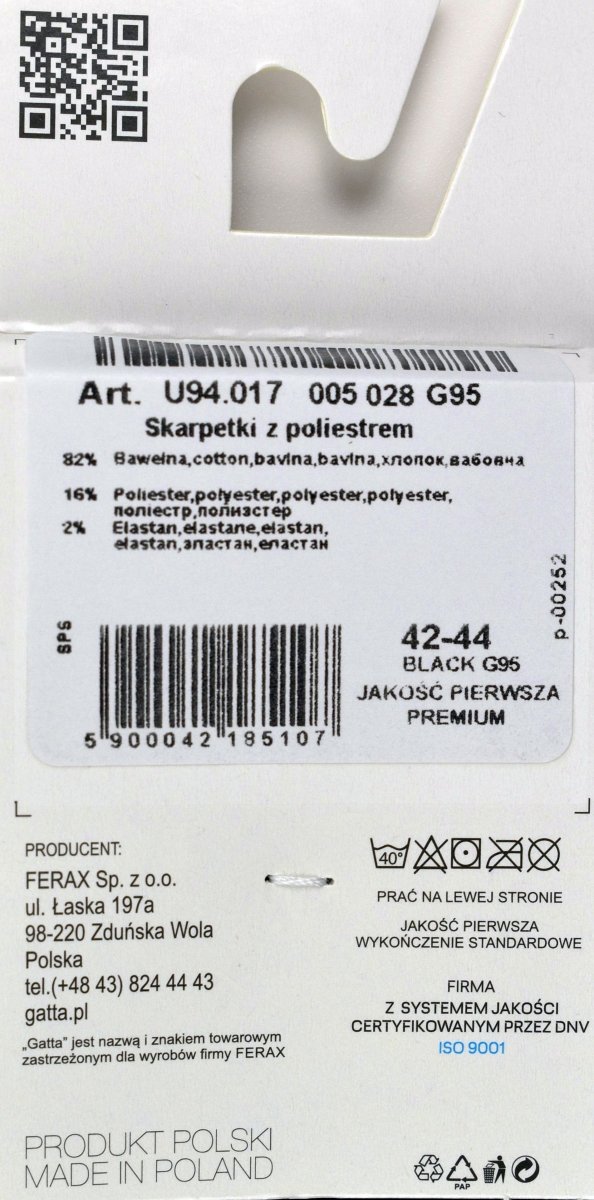 Art. U94.017 005 028 G95
Skarpetki z poliestrem
82% Bawełna,cotton,bavlna,bavlna,хлопок,бавовна
16% Poliester,polyester,polyester,polyester,
поліестр,полиэстер
2% Elastan,elastane,elastan,
elastan,эластан,еластан
p-00252
SPS
42-44
BLACK G95
JAKOŚĆ PIERWSZA
PREMIUM
5 900042 185107
PRODUCENT:
FERAX Sp. z o.o.
ul. Łaska 197a
98-220 Zduńska Wola
Polska
tel.(+48 43) 824 44 43
gatta.pl
„Gatta" jest nazwą i znakiem towarowym
zastrzeżonym dla wyrobów firmy FERAX
PRODUKT POLSKI
MADE IN POLAND
40°
PRAĆ NA LEWEJ STRONIE
JAKOŚĆ PIERWSZA
WYKOŃCZENIE STANDARDOWE
FIRMA
Z SYSTEMEM JAKOŚCI
CERTYFIKOWANYM PRZEZ DNV
ISO 9001
PAP